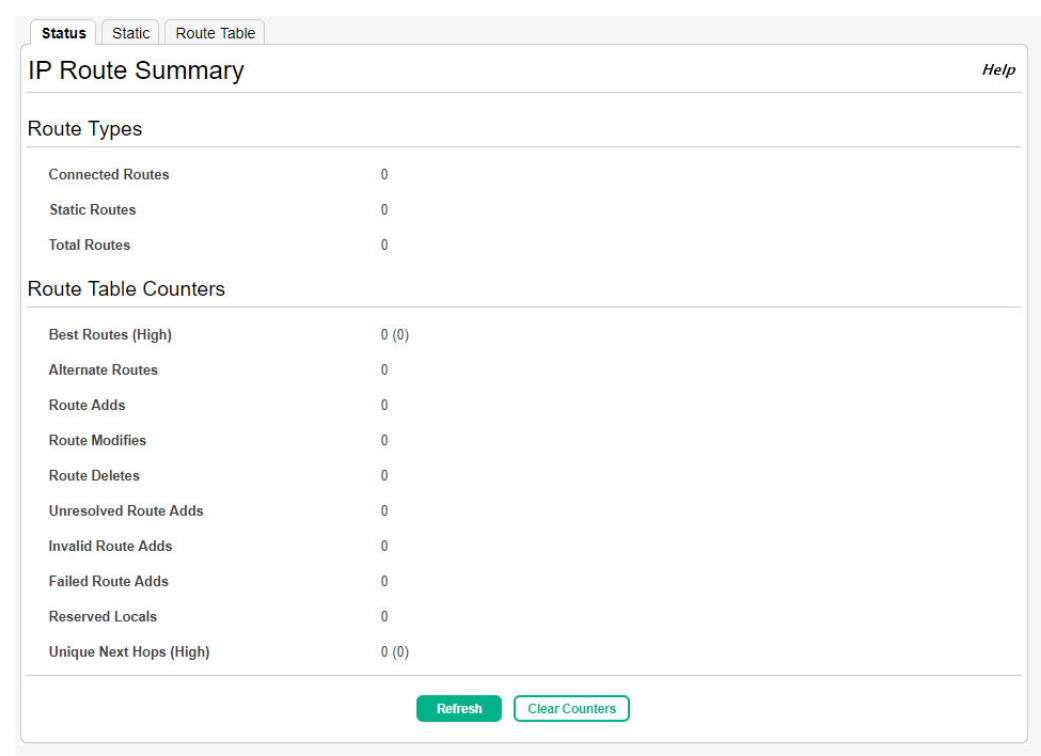 Status Static Route Table
IP Route Summary Help
Route Types
Connected Routes 0
Static Routes 0
Total Routes 0
Route Table Counters
Best Routes (High) 0 (0)
Alternate Routes 0
Route Adds 0
Route Modifies 0
Route Deletes 0
Unresolved Route Adds 0
Invalid Route Adds 0
Failed Route Adds 0
Reserved Locals 0
Unique Next Hops (High) 0 (0)
Refresh Clear Counters